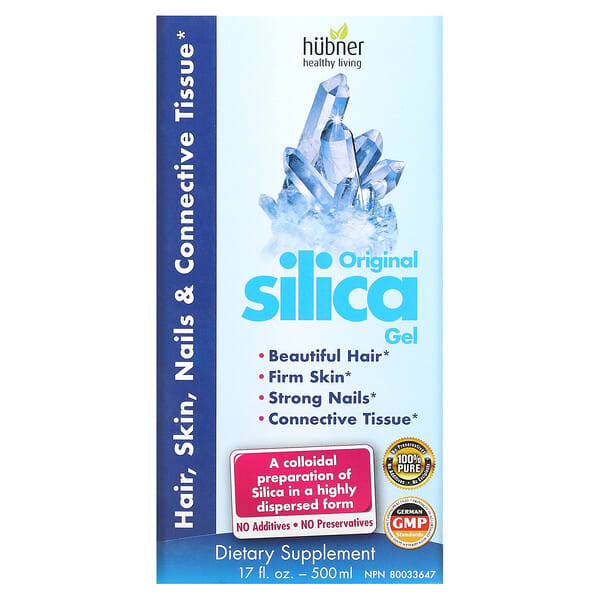 hübner
healthy living
Hair, Skin, Nails & Connective Tissue*
Original
silica
Gel
• Beautiful Hair*
• Firm Skin*
• Strong Nails*
• Connective Tissue*
A colloidal
preparation of
Silica in a highly
dispersed form
NO Additives • NO Preservatives
100%
PURE
GERMAN
GMP
Standards
Dietary Supplement
17 fl. oz. – 500ml
NPN 80033647